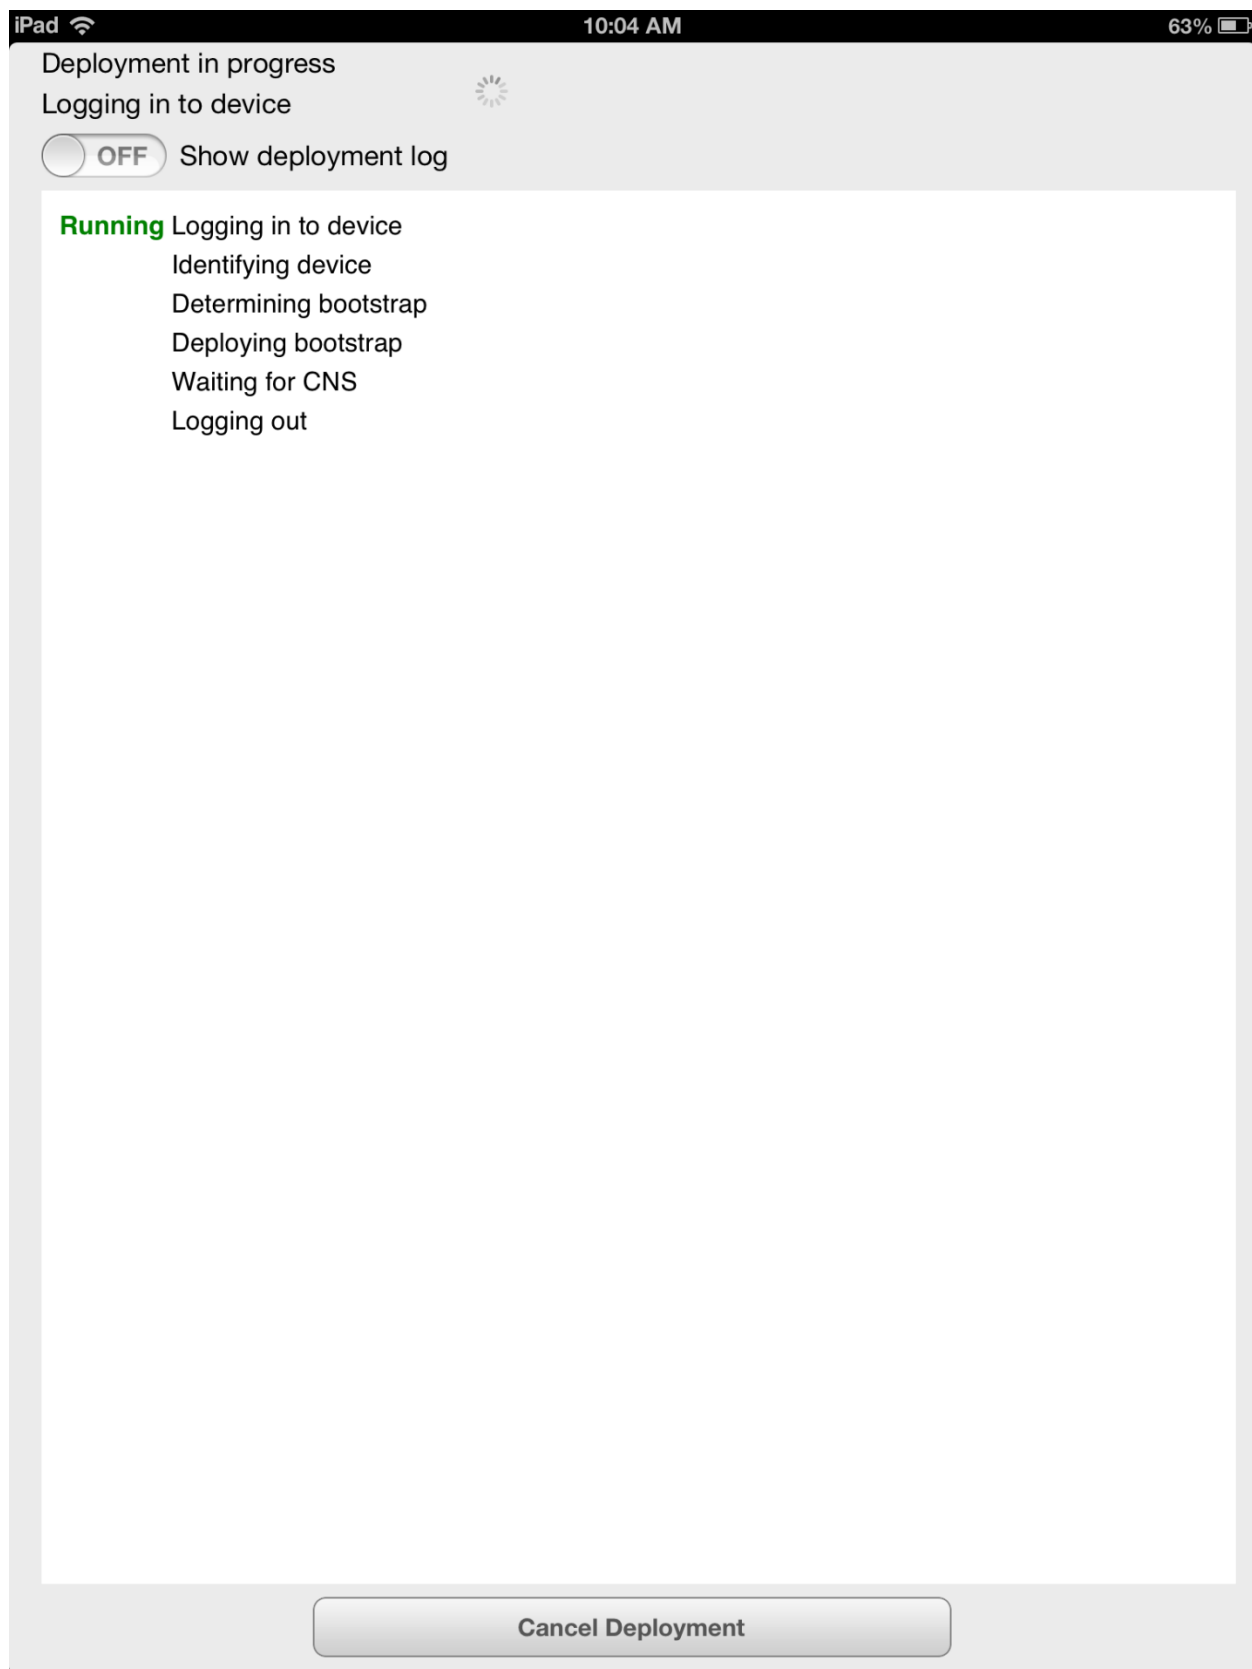 iPad 10:04 AM 63%
Deployment in progress
Logging in to device
OFF Show deployment log
Running Logging in to device
Identifying device
Determining bootstrap
Deploying bootstrap
Waiting for CNS
Logging out
Cancel Deployment